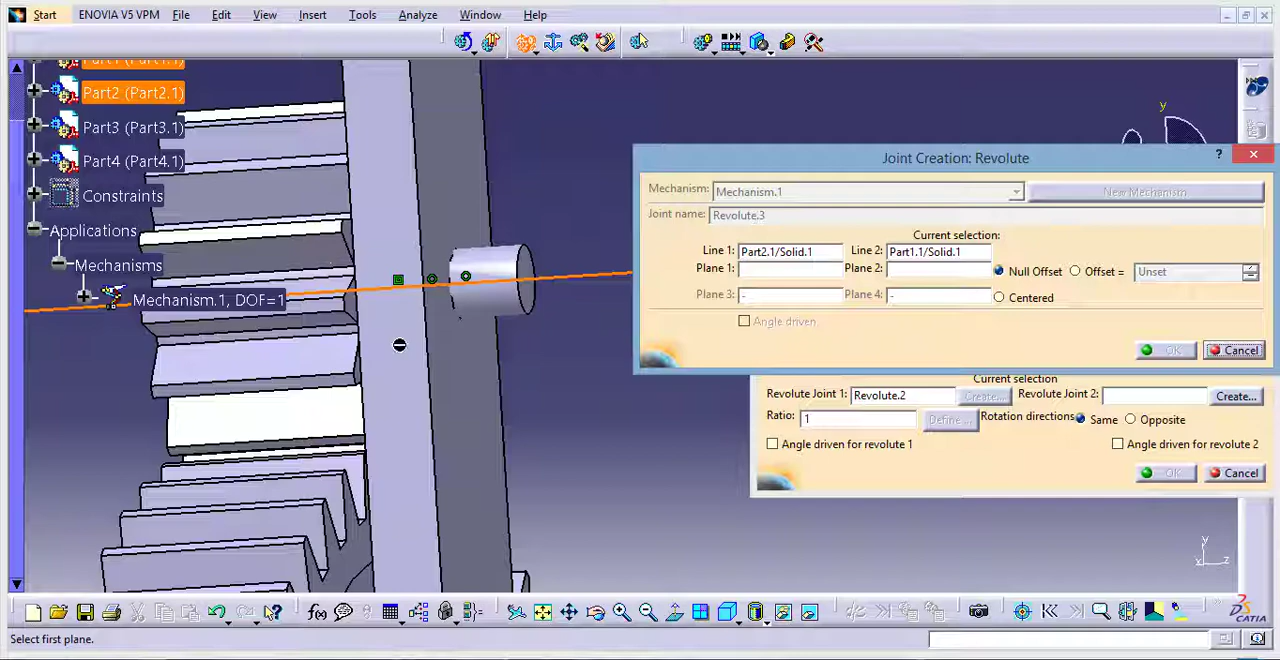 Start ENOVIA V5 VPM File Edit View Insert Tools Analyze Window Help
Part1 (Part1.1)
Part2 (Part2.1)
Part3 (Part3.1)
Part4 (Part4.1)
Constraints
Applications
Mechanisms
Mechanism.1, DOF=1
y
Joint Creation: Revolute ?
Mechanism: Mechanism.1 New Mechanism
Joint name: Revolute.3
Current selection:
Line 1: Part2.1/Solid.1 Line 2: Part1.1/Solid.1
Plane 1: Plane 2: Null Offset Offset = Unset
Plane 3: - Plane 4: - Centered
Angle driven
OK Cancel
Current selection
Revolute Joint 1: Revolute.2 Create... Revolute Joint 2: Create...
Ratio: 1 Define ... Rotation directions Same Opposite
Angle driven for revolute 1 Angle driven for revolute 2
OK Cancel
y
x z
f(x)
CATIA
Select first plane.